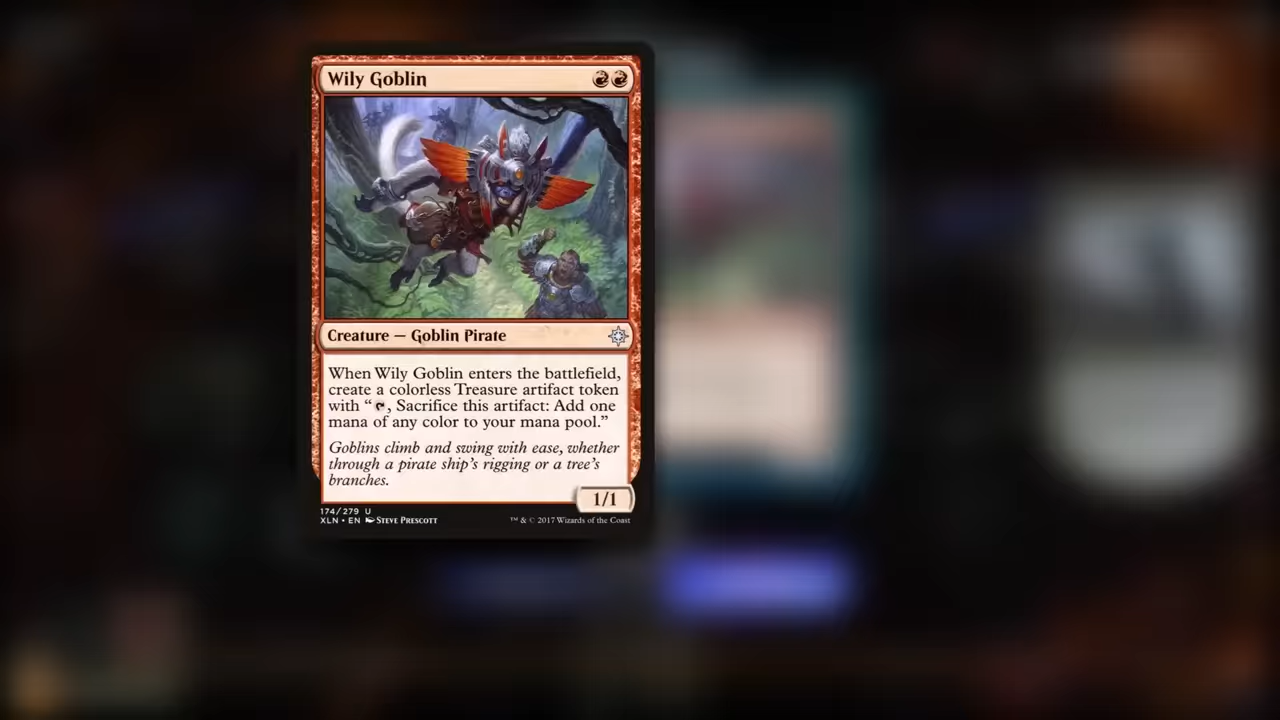 Wily Goblin
Creature — Goblin Pirate
When Wily Goblin enters the battlefield,
create a colorless Treasure artifact token
with “, Sacrifice this artifact: Add one
mana of any color to your mana pool.”
Goblins climb and swing with ease, whether
through a pirate ship’s rigging or a tree’s
branches.
1/1
174/279 U
XLN • EN Steve Prescott
™ & © 2017 Wizards of the Coast